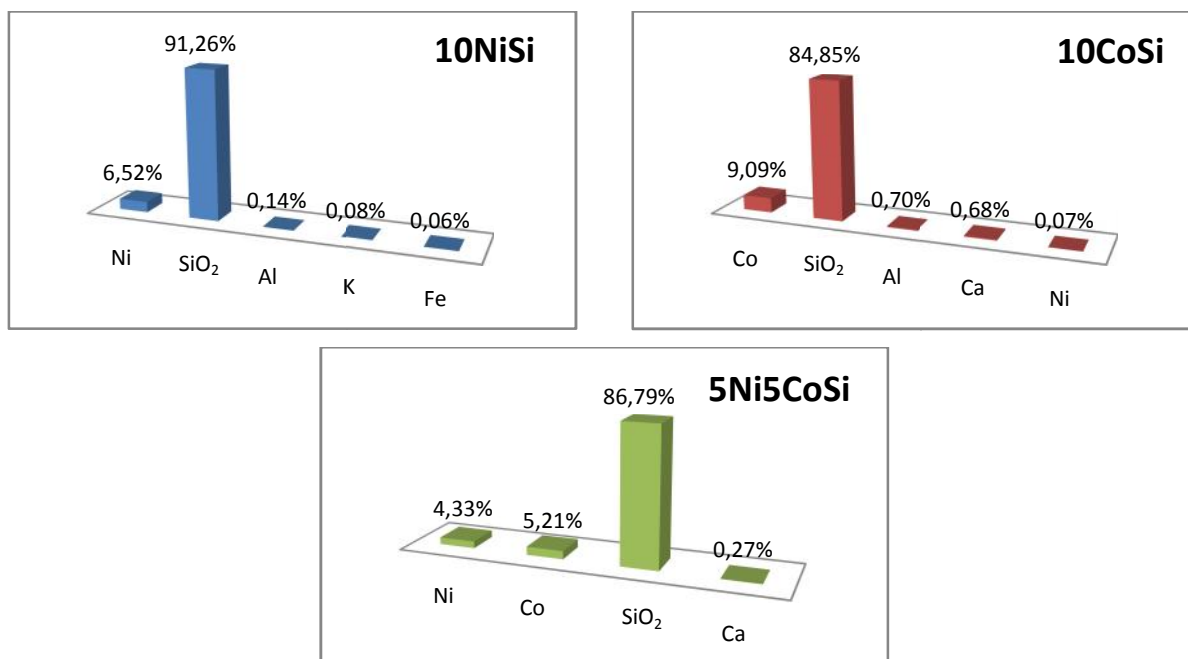 10NiSi
91,26%
6,52%
0,14%
0,08%
0,06%
Ni
SiO₂
Al
K
Fe
10CoSi
84,85%
9,09%
0,70%
0,68%
0,07%
Co
SiO₂
Al
Ca
Ni
5Ni5CoSi
86,79%
4,33%
5,21%
0,27%
Ni
Co
SiO₂
Ca